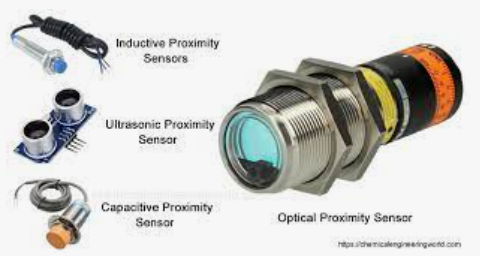 Inductive Proximity
Sensors
Ultrasonic Proximity
Sensor
Capacitive Proximity
Sensor
Optical Proximity Sensor
https://chemicalengineeringworld.com/